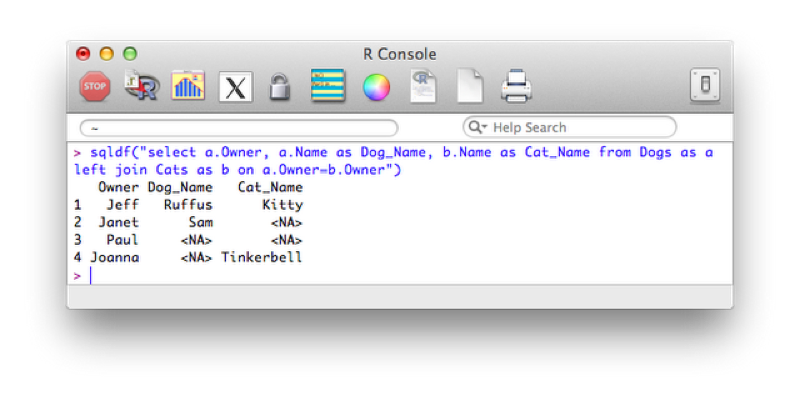 R Console
STOP
R
X
R
~
Help Search
> sqldf("select a.Owner, a.Name as Dog_Name, b.Name as Cat_Name from Dogs as a
left join Cats as b on a.Owner=b.Owner")
Owner Dog_Name Cat_Name
1 Jeff Ruffus Kitty
2 Janet Sam <NA>
3 Paul <NA> <NA>
4 Joanna <NA> Tinkerbell
>